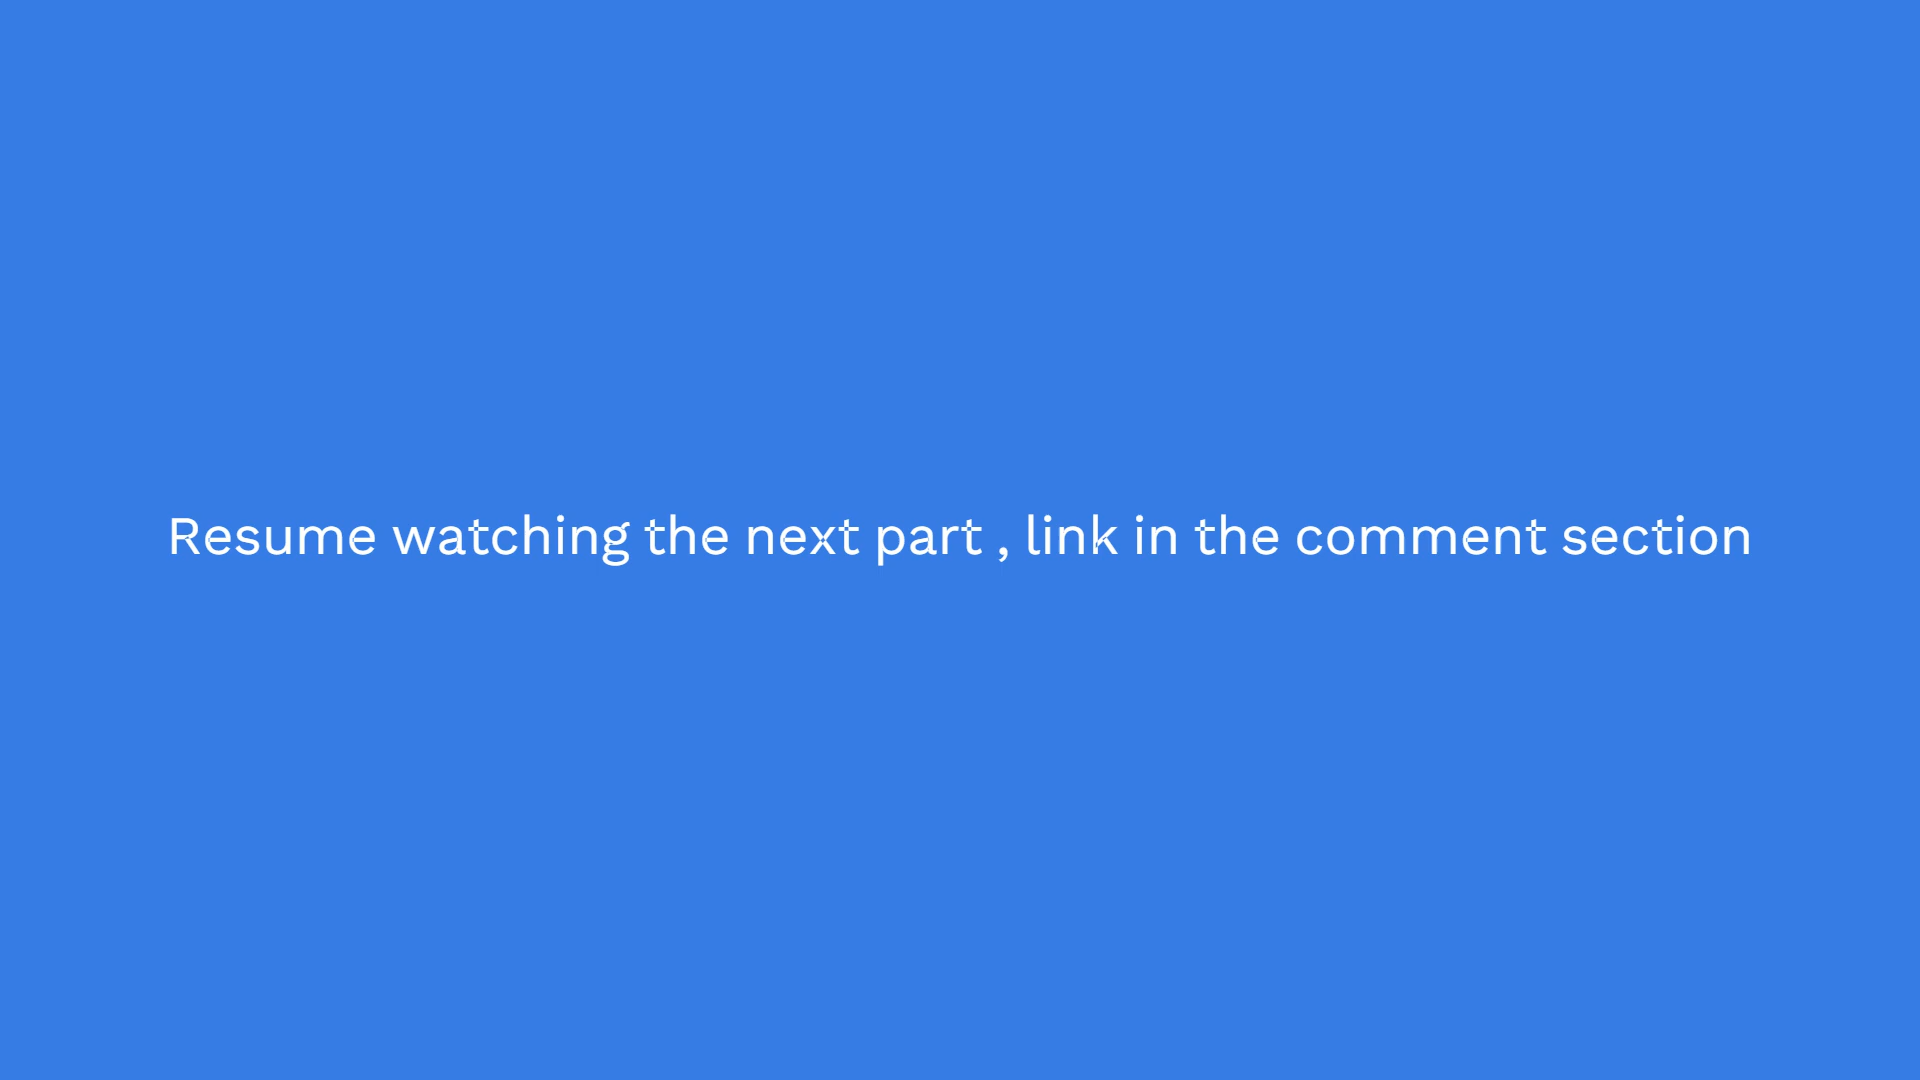 Resume watching the next part , link in the comment section